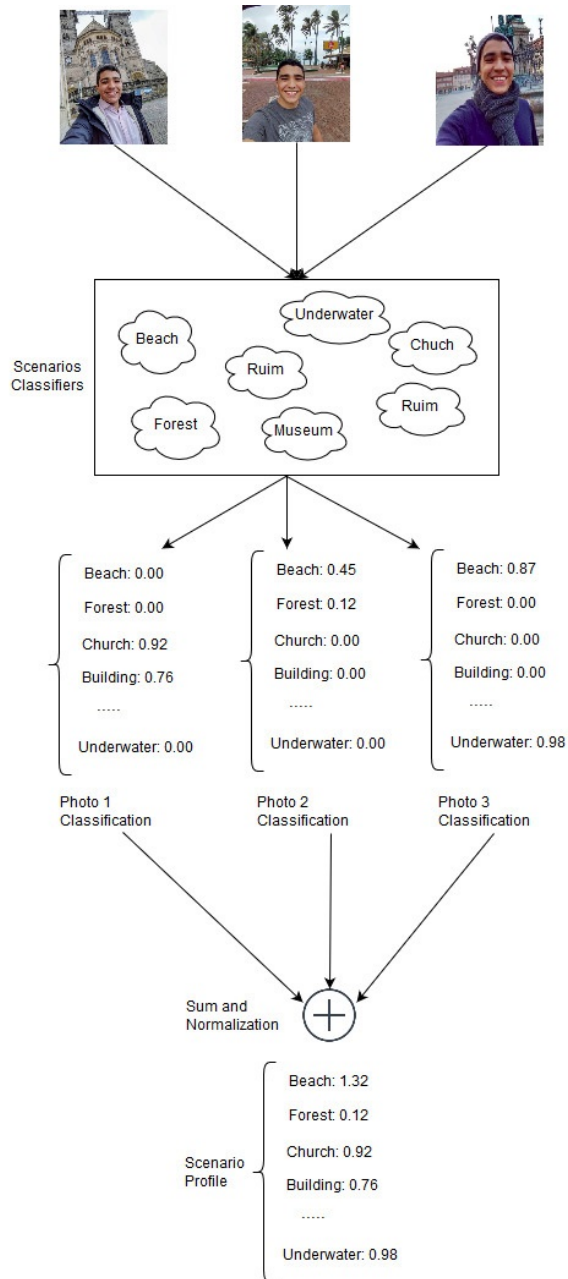 Scenarios
Classifiers
Beach
Underwater
Chuch
Ruim
Forest
Museum
Ruim
Beach: 0.00
Forest: 0.00
Church: 0.92
Building: 0.76
.....
Underwater: 0.00
Beach: 0.45
Forest: 0.12
Church: 0.00
Building: 0.00
.....
Underwater: 0.00
Beach: 0.87
Forest: 0.00
Church: 0.00
Building: 0.00
.....
Underwater: 0.98
Photo 1
Classification
Photo 2
Classification
Photo 3
Classification
Sum and
Normalization
Scenario
Profile
Beach: 1.32
Forest: 0.12
Church: 0.92
Building: 0.76
.....
Underwater: 0.98